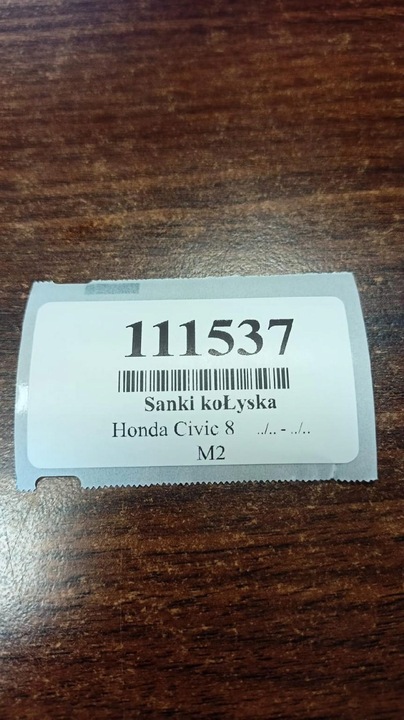 111537
Sanki koŁyska
Honda Civic 8 ../.. - ../..
M2